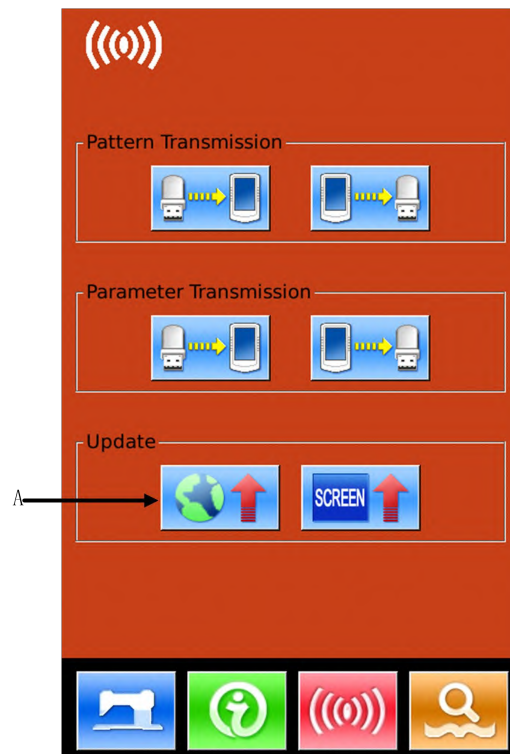 Pattern Transmission
Parameter Transmission
Update
A
SCREEN